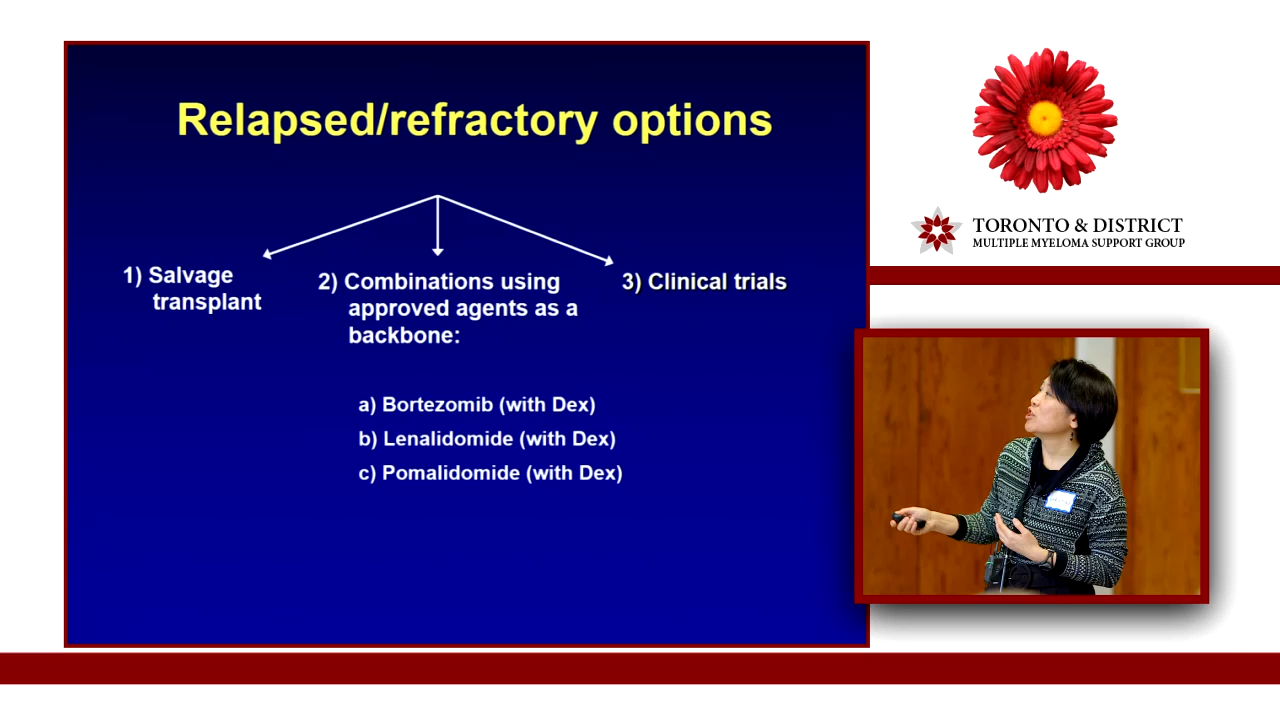 Relapsed/refractory options
1) Salvage
transplant
2) Combinations using
approved agents as a
backbone:
a) Bortezomib (with Dex)
b) Lenalidomide (with Dex)
c) Pomalidomide (with Dex)
3) Clinical trials
TORONTO & DISTRICT
MULTIPLE MYELOMA SUPPORT GROUP